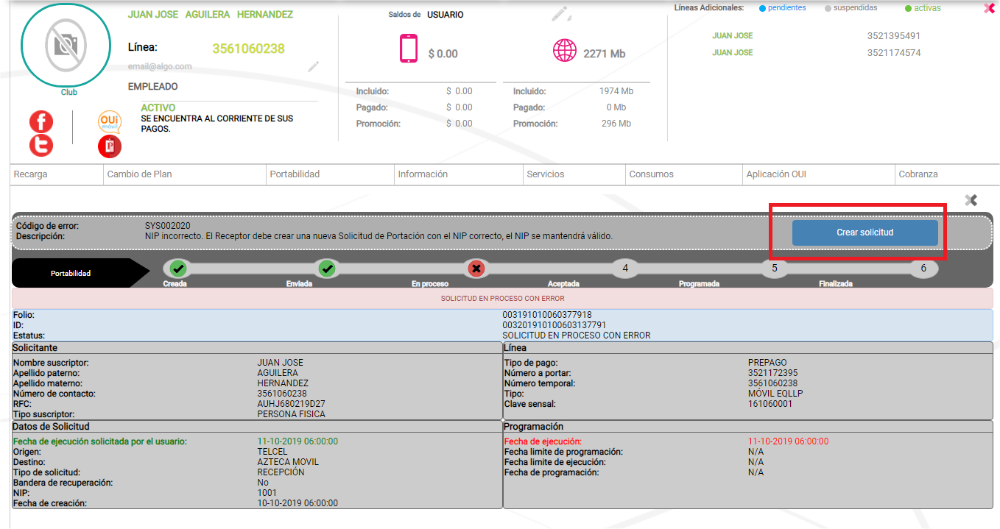 JUAN JOSE AGUILERA HERNANDEZ
Línea: 3561060238
email@algo.com
EMPLEADO
Club
ACTIVO
SE ENCUENTRA AL CORRIENTE DE SUS
PAGOS.
OUi
móvil
Saldos de USUARIO
$ 0.00
2271 Mb
Incluido: $ 0.00
Pagado: $ 0.00
Promoción: $ 0.00
Incluido: 1974 Mb
Pagado: 0 Mb
Promoción: 296 Mb
Líneas Adicionales: pendientes suspendidas activas
JUAN JOSE 3521395491
JUAN JOSE 3521174574
Recarga Cambio de Plan Portabilidad Información Servicios Consumos Aplicación OUI Cobranza
Código de error: SYS002020
Descripción: NIP incorrecto. El Receptor debe crear una nueva Solicitud de Portación con el NIP correcto, el NIP se mantendrá válido.
Crear solicitud
Portabilidad
4 5 6
Creada Enviada En proceso Aceptada Programada Finalizada
SOLICITUD EN PROCESO CON ERROR
Folio: 003191010060377918
ID: 003201910100603137791
Estatus: SOLICITUD EN PROCESO CON ERROR
Solicitante
Nombre suscriptor: JUAN JOSE
Apellido paterno: AGUILERA
Apellido materno: HERNANDEZ
Número de contacto: 3561060238
RFC: AUHJ680219D27
Tipo suscriptor: PERSONA FISICA
Línea
Tipo de pago: PREPAGO
Número a portar: 3521172395
Número temporal: 3561060238
Tipo: MÓVIL EQLLP
Clave sensal: 161060001
Datos de Solicitud
Fecha de ejecución solicitada por el usuario: 11-10-2019 06:00:00
Origen: TELCEL
Destino: AZTECA MOVIL
Tipo de solicitud: RECEPCIÓN
Bandera de recuperación: No
NIP: 1001
Fecha de creación: 10-10-2019 06:00:00
Programación
Fecha de ejecución: 11-10-2019 06:00:00
Fecha limite de programación: N/A
Fecha limite de ejecución: N/A
Fecha de programación: N/A